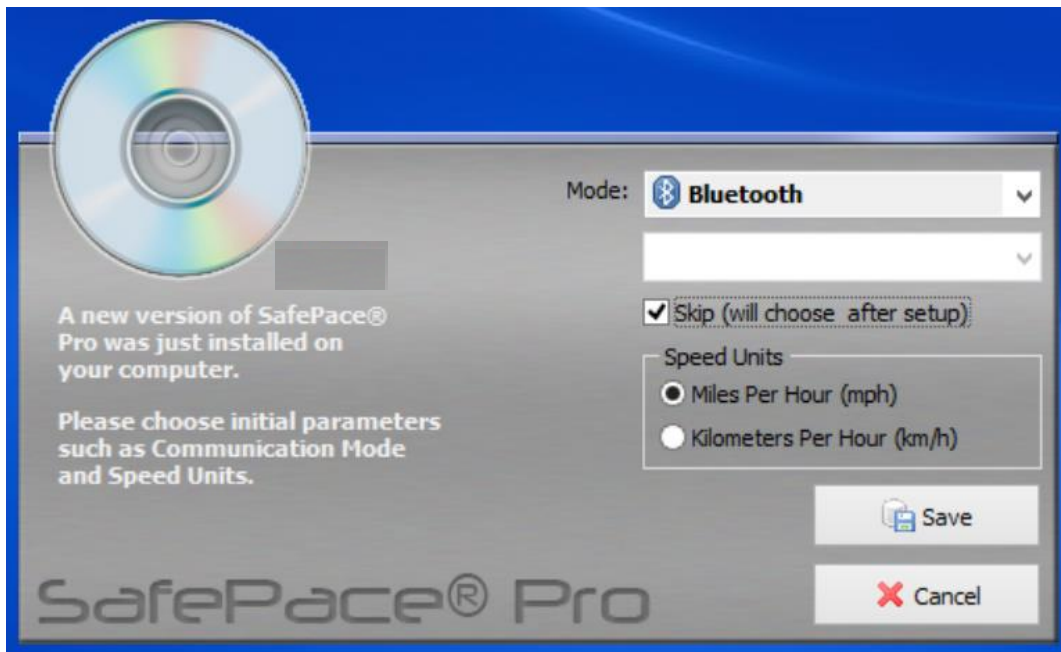 Mode: Bluetooth
Skip (will choose after setup)
A new version of SafePace®
Pro was just installed on
your computer.
Please choose initial parameters
such as Communication Mode
and Speed Units.
Speed Units
Miles Per Hour (mph)
Kilometers Per Hour (km/h)
Save
Cancel
SafePace® Pro